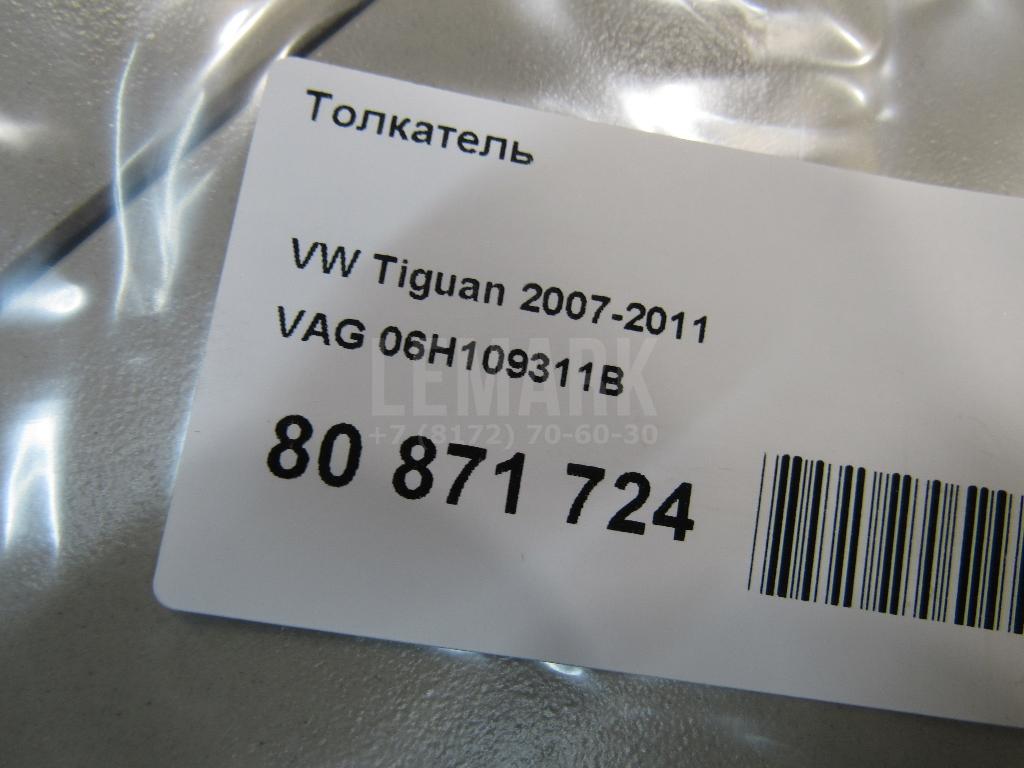 Толкатель
VW Tiguan 2007-2011
VAG 06H109311B
LEMARK
+7 (8172) 70-60-30
80 871 724